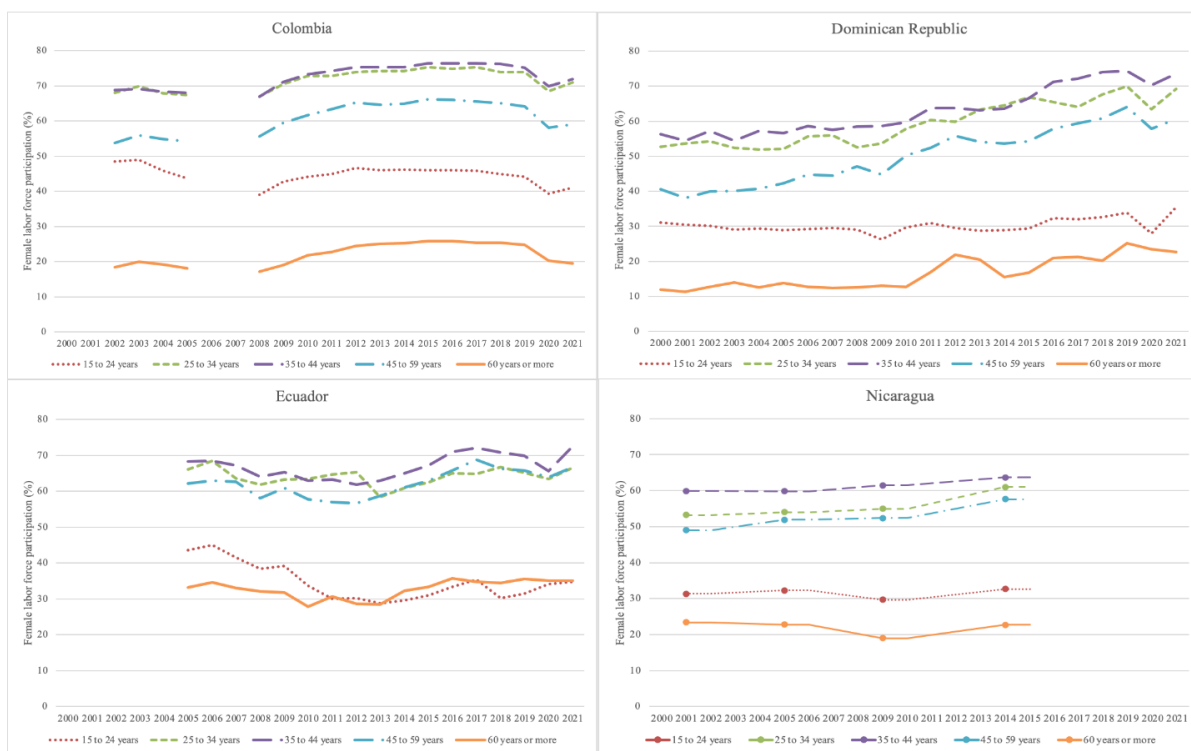 Colombia
Female labor force participation (%)
80
70
60
50
40
30
20
10
0
2000 2001 2002 2003 2004 2005 2006 2007 2008 2009 2010 2011 2012 2013 2014 2015 2016 2017 2018 2019 2020 2021
15 to 24 years 25 to 34 years 35 to 44 years 45 to 59 years 60 years or more
Dominican Republic
Female labor force participation (%)
80
70
60
50
40
30
20
10
0
2000 2001 2002 2003 2004 2005 2006 2007 2008 2009 2010 2011 2012 2013 2014 2015 2016 2017 2018 2019 2020 2021
15 to 24 years 25 to 34 years 35 to 44 years 45 to 59 years 60 years or more
Ecuador
Female labor force participation (%)
80
70
60
50
40
30
20
10
0
2000 2001 2002 2003 2004 2005 2006 2007 2008 2009 2010 2011 2012 2013 2014 2015 2016 2017 2018 2019 2020 2021
15 to 24 years 25 to 34 years 35 to 44 years 45 to 59 years 60 years or more
Nicaragua
Female labor force participation (%)
80
70
60
50
40
30
20
10
0
2000 2001 2002 2003 2004 2005 2006 2007 2008 2009 2010 2011 2012 2013 2014 2015 2016 2017 2018 2019 2020 2021
15 to 24 years 25 to 34 years 35 to 44 years 45 to 59 years 60 years or more